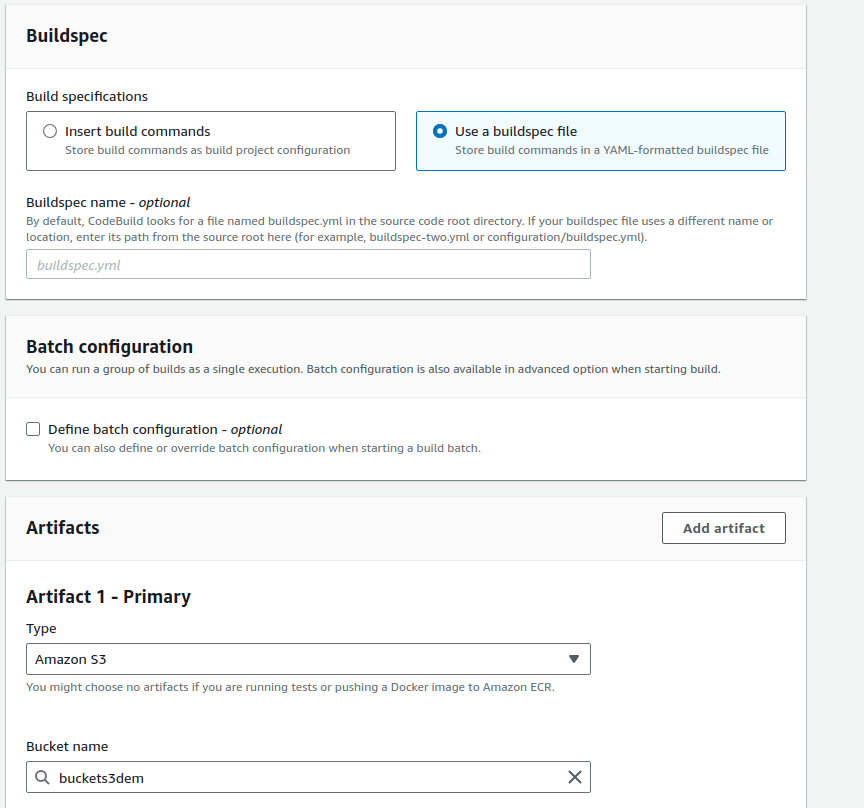 Buildspec
Build specifications
Insert build commands
Store build commands as build project configuration
Use a buildspec file
Store build commands in a YAML-formatted buildspec file
Buildspec name - optional
By default, CodeBuild looks for a file named buildspec.yml in the source code root directory. If your buildspec file uses a different name or
location, enter its path from the source root here (for example, buildspec-two.yml or configuration/buildspec.yml).
buildspec.yml
Batch configuration
You can run a group of builds as a single execution. Batch configuration is also available in advanced option when starting build.
Define batch configuration - optional
You can also define or override batch configuration when starting a build batch.
Artifacts
Add artifact
Artifact 1 - Primary
Type
Amazon S3
You might choose no artifacts if you are running tests or pushing a Docker image to Amazon ECR.
Bucket name
buckets3dem